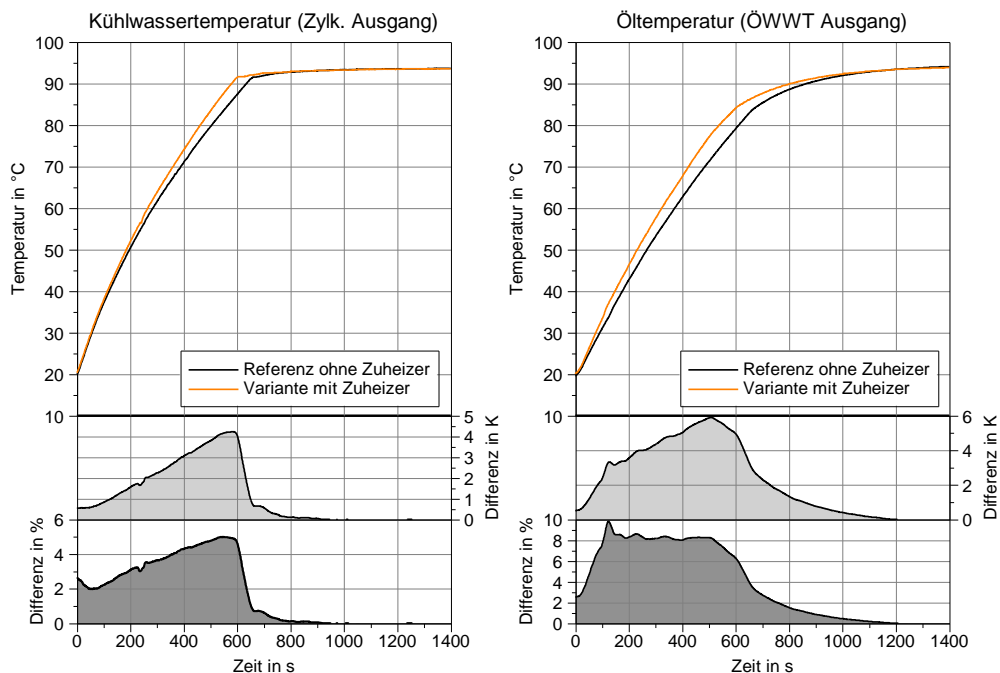 Kühlwassertemperatur (Zylk. Ausgang)
100
90
80
70
60
50
40
30
20
10
Temperatur in °C
Referenz ohne Zuheizer
Variante mit Zuheizer
5
4
3
2
1
0
Differenz in K
6
4
2
0
Differenz in %
0 200 400 600 800 1000 1200 1400
Zeit in s
Öltemperatur (ÖWWT Ausgang)
100
90
80
70
60
50
40
30
20
10
Temperatur in °C
Referenz ohne Zuheizer
Variante mit Zuheizer
6
4
2
0
Differenz in K
10
10
8
6
4
2
0
Differenz in %
0 200 400 600 800 1000 1200 1400
Zeit in s